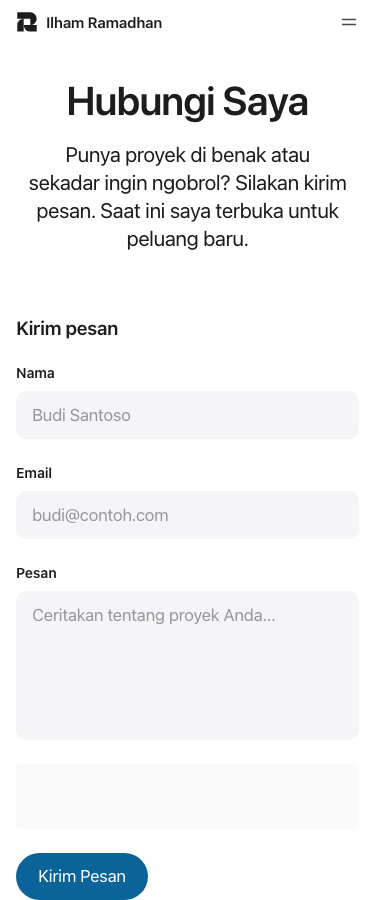 Ilham Ramadhan
Hubungi Saya
Punya proyek di benak atau
sekadar ingin ngobrol? Silakan kirim
pesan. Saat ini saya terbuka untuk
peluang baru.
Kirim pesan
Nama
Budi Santoso
Email
budi@contoh.com
Pesan
Ceritakan tentang proyek Anda...
Kirim Pesan